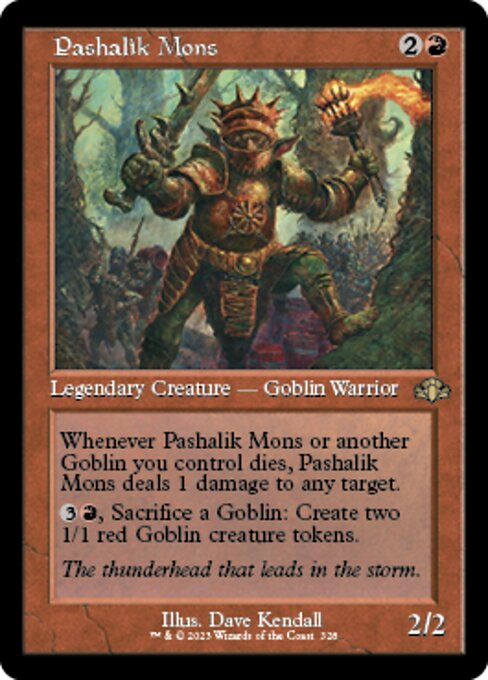 Pashalik Mons 2
Legendary Creature — Goblin Warrior
Whenever Pashalik Mons or another
Goblin you control dies, Pashalik
Mons deals 1 damage to any target.
3, Sacrifice a Goblin: Create two
1/1 red Goblin creature tokens.
The thunderhead that leads in the storm.
Illus. Dave Kendall
™ & © 2023 Wizards of the Coast 328
2/2